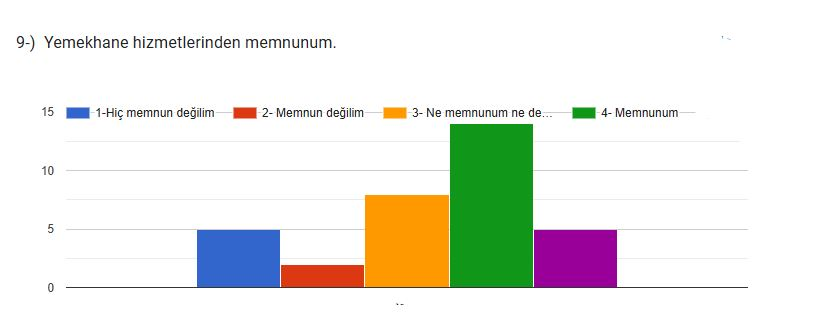 9-) Yemekhane hizmetlerinden memnunum.
15 1-Hiç memnun değilim 2- Memnun değilim 3- Ne memnunum ne de... 4- Memnunum
10
5
0